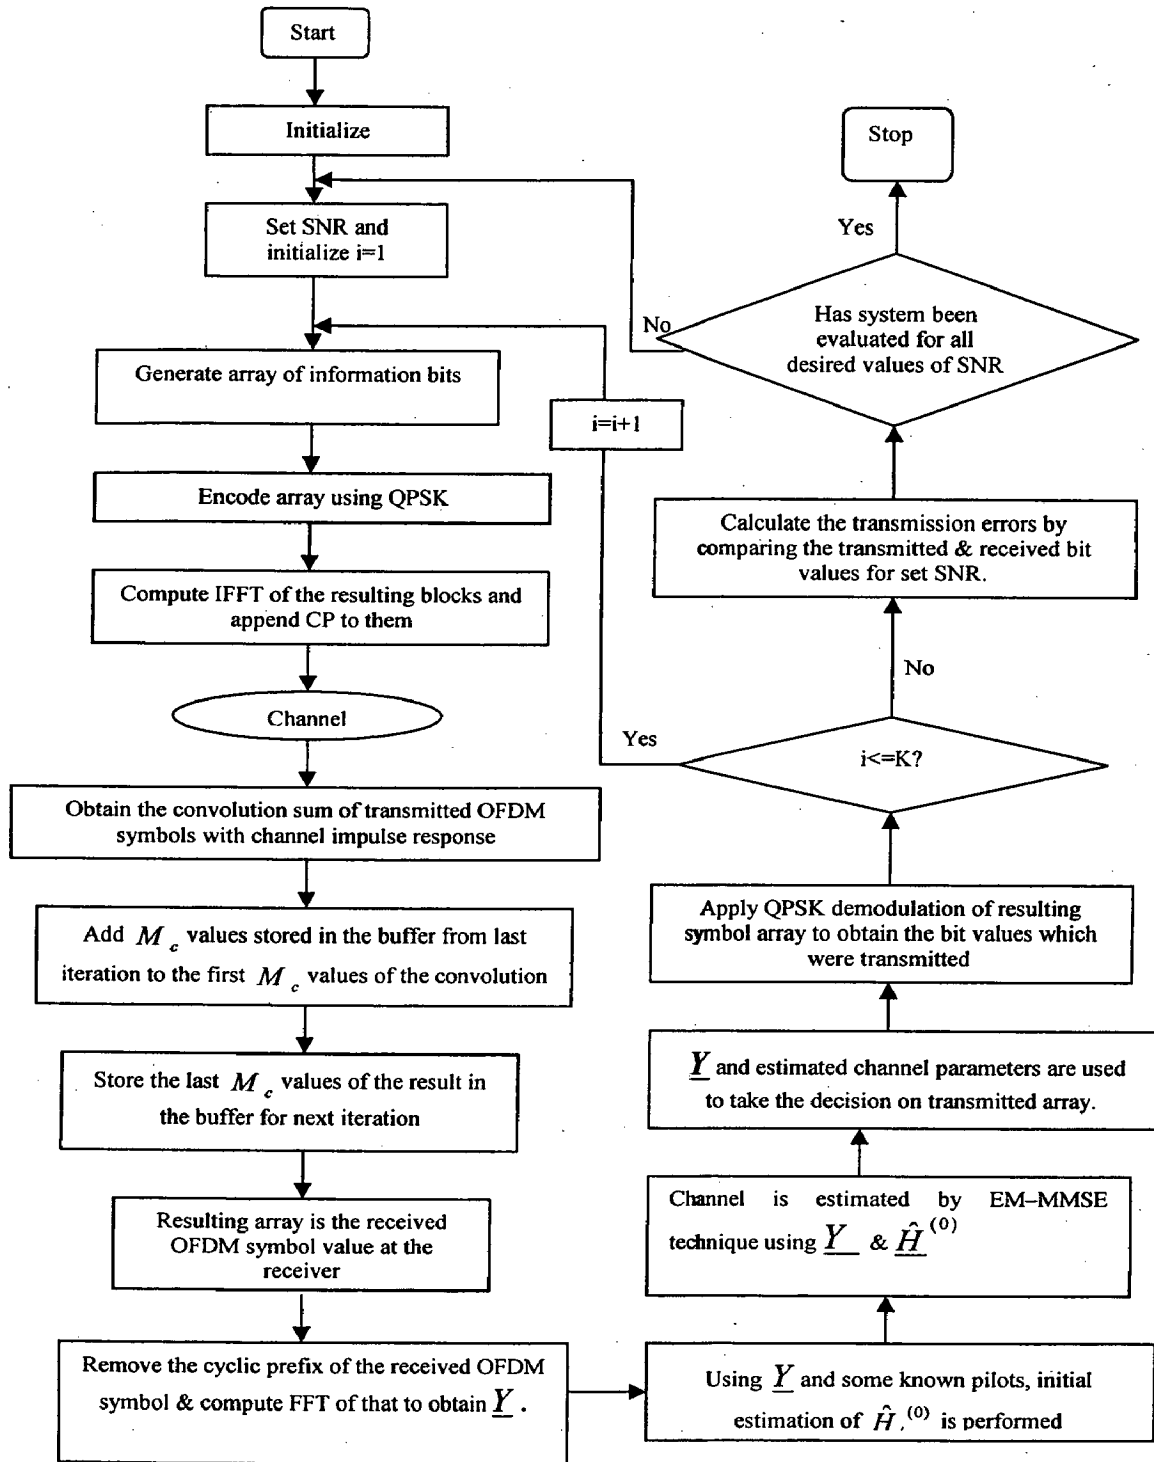 Start
Initialize
Set SNR and
initialize i=1
Generate array of information bits
Encode array using QPSK
Compute IFFT of the resulting blocks and
append CP to them
Channel
Obtain the convolution sum of transmitted OFDM
symbols with channel impulse response
Add M_c values stored in the buffer from last
iteration to the first M_c values of the convolution
Store the last M_c values of the result in
the buffer for next iteration
Resulting array is the received
OFDM symbol value at the
receiver
Remove the cyclic prefix of the received OFDM
symbol & compute FFT of that to obtain Y.
Using Y and some known pilots, initial
estimation of Ĥ,^(0) is performed
Channel is estimated by EM–MMSE
technique using Y & Ĥ^(0)
Y and estimated channel parameters are used
to take the decision on transmitted array.
Apply QPSK demodulation of resulting
symbol array to obtain the bit values which
were transmitted
i<=K?
Yes
i=i+1
No
Calculate the transmission errors by
comparing the transmitted & received bit
values for set SNR.
Has system been
evaluated for all
desired values of SNR
No
Yes
Stop